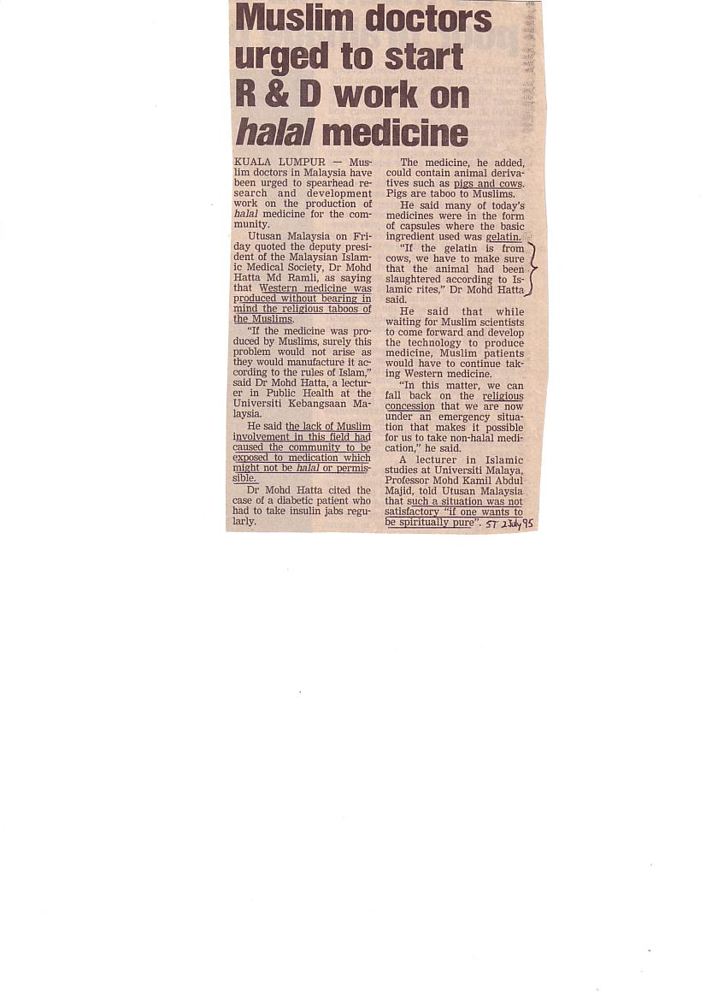 Muslim doctors
urged to start
R & D work on
halal medicine
KUALA LUMPUR — Mus-
lim doctors in Malaysia have
been urged to spearhead re-
search and development
work on the production of
halal medicine for the com-
munity.
Utusan Malaysia on Fri-
day quoted the deputy presi-
dent of the Malaysian Islam-
ic Medical Society, Dr Mohd
Hatta Md Ramli, as saying
that Western medicine was
produced without bearing in
mind the religious taboos of
the Muslims.
"If the medicine was pro-
duced by Muslims, surely this
problem would not arise as
they would manufacture it ac-
cording to the rules of Islam,"
said Dr Mohd Hatta, a lectur-
er in Public Health at the
Universiti Kebangsaan Ma-
laysia.
He said the lack of Muslim
involvement in this field had
caused the community to be
exposed to medication which
might not be halal or permis-
sible.
Dr Mohd Hatta cited the
case of a diabetic patient who
had to take insulin jabs regu-
larly.
The medicine, he added,
could contain animal deriva-
tives such as pigs and cows.
Pigs are taboo to Muslims.
He said many of today's
medicines were in the form
of capsules where the basic
ingredient used was gelatin.
"If the gelatin is from
cows, we have to make sure
that the animal had been
slaughtered according to Is-
lamic rites," Dr Mohd Hatta
said.
He said that while
waiting for Muslim scientists
to come forward and develop
the technology to produce
medicine, Muslim patients
would have to continue tak-
ing Western medicine.
"In this matter, we can
fall back on the religious
concession that we are now
under an emergency situa-
tion that makes it possible
for us to take non-halal medi-
cation," he said.
A lecturer in Islamic
studies at Universiti Malaya,
Professor Mohd Kamil Abdul
Majid, told Utusan Malaysia
that such a situation was not
satisfactory "if one wants to
be spiritually pure". ST 2 July 95